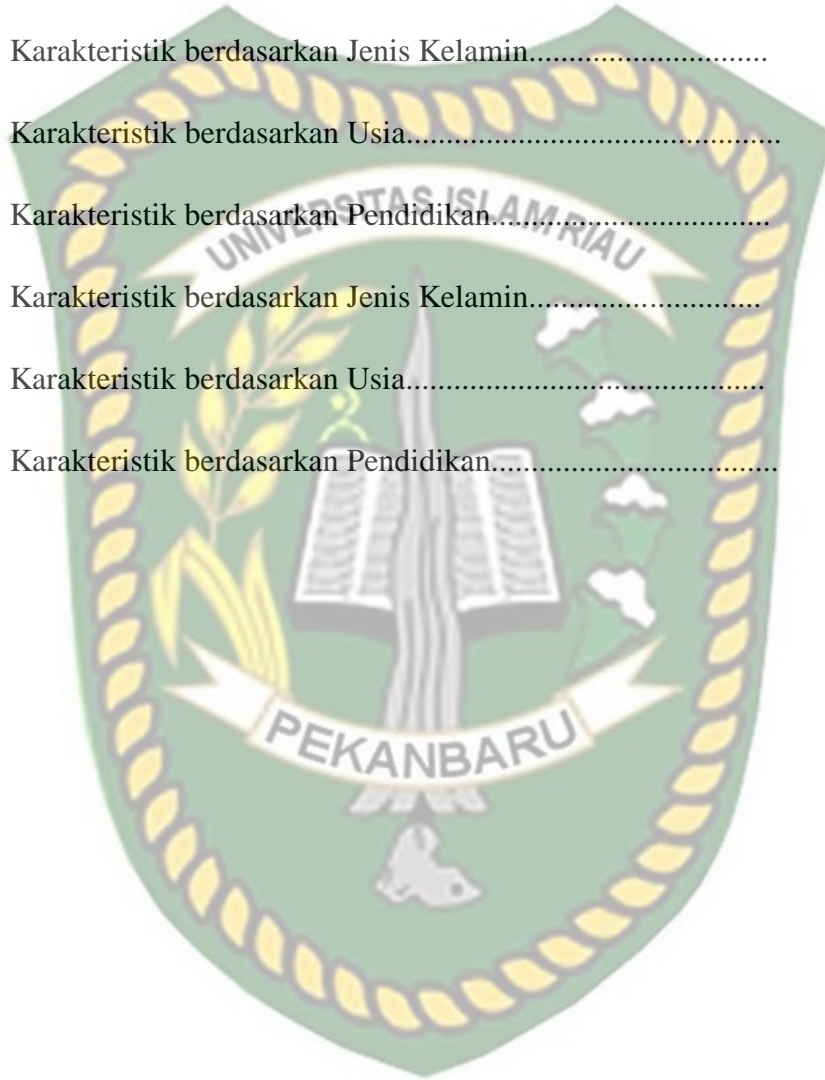 Karakteristik berdasarkan Jenis Kelamin..............................
Karakteristik berdasarkan Usia...............................................
UNIVERSITAS ISLAM RIAU
Karakteristik berdasarkan Pendidikan...................................
Karakteristik berdasarkan Jenis Kelamin.............................
Karakteristik berdasarkan Usia.............................................
Karakteristik berdasarkan Pendidikan....................................
PEKANBARU